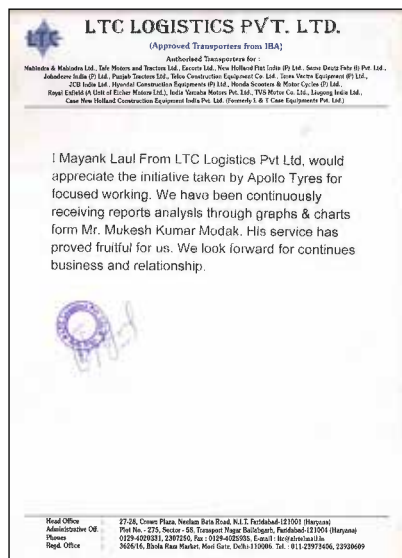 LTC
LTC LOGISTICS PVT. LTD.
(Approved Transporters from IBA)
Authorised Transporters for :
Mahindra & Mahindra Ltd., Tafe Motors and Tractors Ltd., Escorts Ltd., New Holland Fiat India (P) Ltd., Same Deutz Fahr (I) Pvt. Ltd.,
Johndeere India (P) Ltd., Punjab Tractors Ltd., Telco Construction Equipment Co. Ltd., Terex Vectra Equipment (P) Ltd.,
JCB India Ltd., Hyundai Construction Equipments (P) Ltd., Honda Scooters & Motor Cycles (P) Ltd.,
Royal Enfield (A Unit of Eicher Motors Ltd.), India Yamaha Motors Pvt. Ltd., TVS Motor Co. Ltd., Liugong India Ltd.,
Case New Holland Construction Equipment India Pvt. Ltd. (Formerly L & T Case Equipments Pvt. Ltd.)
I Mayank Laul From LTC Logistics Pvt Ltd, would
appreciate the initiative taken by Apollo Tyres for
focused working. We have been continuously
receiving reports analysis through graphs & charts
form Mr. Mukesh Kumar Modak. His service has
proved fruitful for us. We look forward for continues
business and relationship.
Head Office : 27-28, Crown Plaza, Neelam Bata Road, N.I.T. Faridabad-121001 (Haryana)
Administrative Off. : Plot No. - 275, Sector - 58, Transport Nagar Ballabgarh, Faridabad-121004 (Haryana)
Phones : 0129-4020331, 2307250, Fax : 0129-4025935, E-mail : ltc@airtelmail.in
Regd. Office : 3626/16, Bhola Ram Market, Mori Gate, Delhi-110006. Tel. : 011-23973406, 23930609